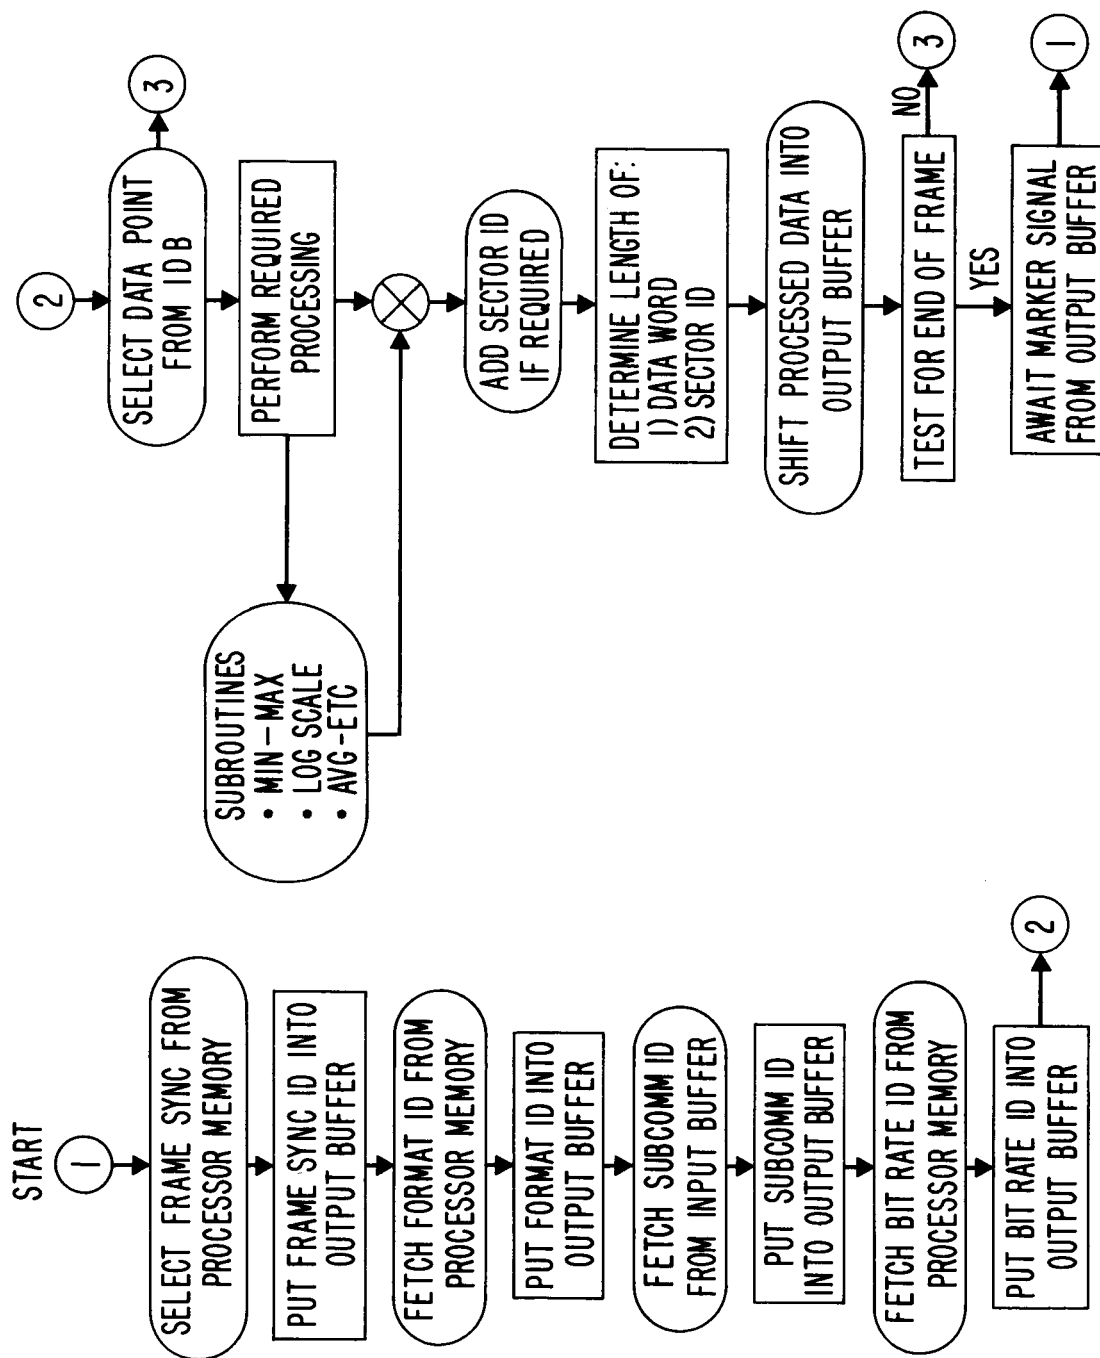 START
1
SELECT FRAME SYNC FROM
PROCESSOR MEMORY
PUT FRAME SYNC ID INTO
OUTPUT BUFFER
FETCH FORMAT ID FROM
PROCESSOR MEMORY
PUT FORMAT ID INTO
OUTPUT BUFFER
FETCH SUBCOMM ID
FROM INPUT BUFFER
PUT SUBCOMM ID
INTO OUTPUT BUFFER
FETCH BIT RATE ID FROM
PROCESSOR MEMORY
PUT BIT RATE ID INTO
OUTPUT BUFFER
2
2
SELECT DATA POINT
FROM IDB
3
PERFORM REQUIRED
PROCESSING
SUBROUTINES
• MIN-MAX
• LOG SCALE
• AVG-ETC
ADD SECTOR ID
IF REQUIRED
DETERMINE LENGTH OF:
1) DATA WORD
2) SECTOR ID
SHIFT PROCESSED DATA INTO
OUTPUT BUFFER
TEST FOR END OF FRAME
NO
3
YES
AWAIT MARKER SIGNAL
FROM OUTPUT BUFFER
1